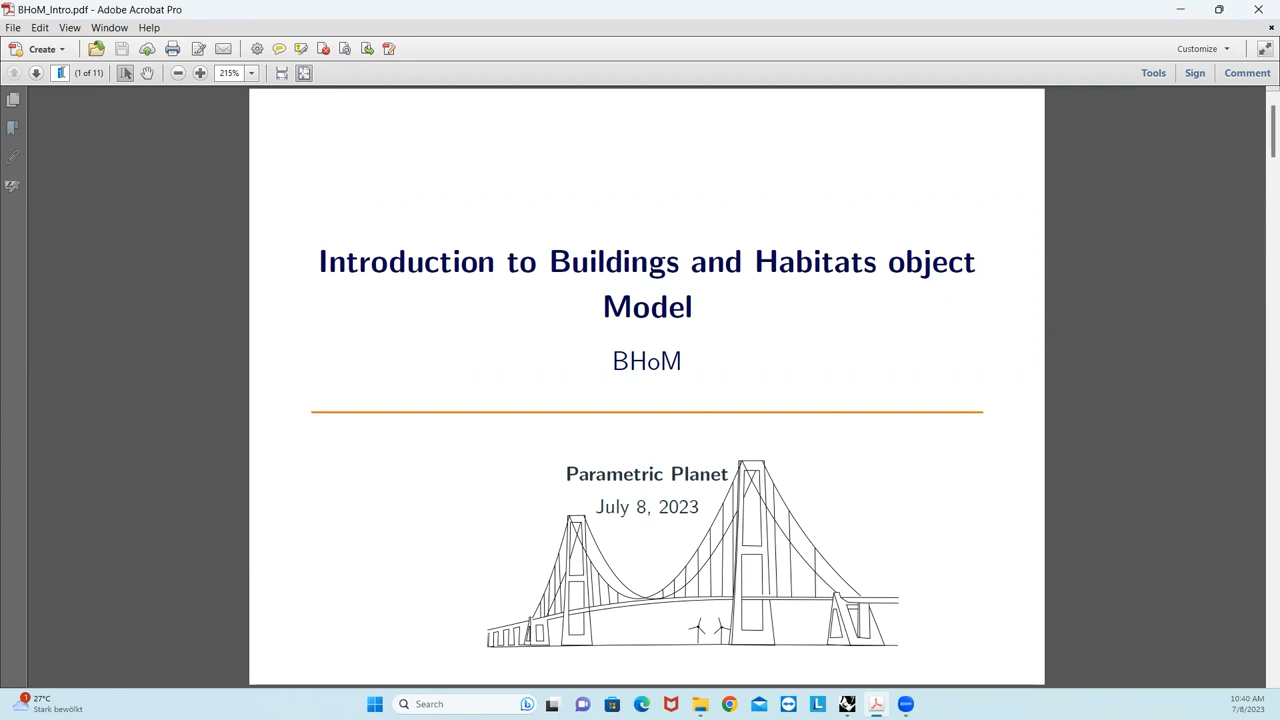 BHoM_Intro.pdf - Adobe Acrobat Pro
File Edit View Window Help
Create
Customize
(1 of 11)
215%
Tools Sign Comment
Introduction to Buildings and Habitats object
Model
BHoM
Parametric Planet
July 8, 2023
1
27°C
Stark bewölkt
Search
10:40 AM
7/8/2023